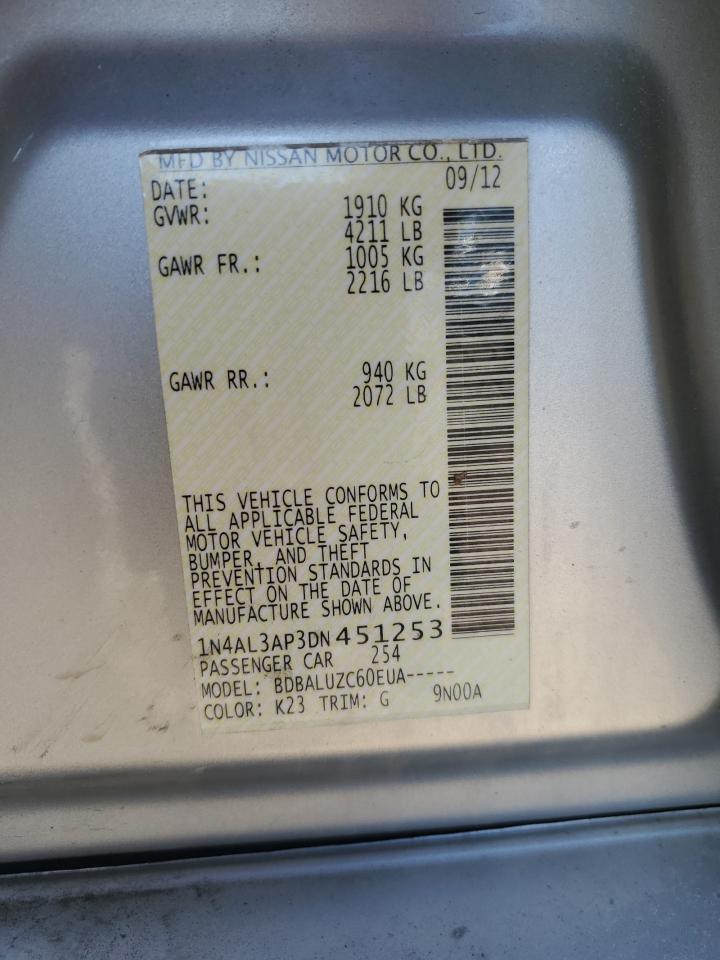 MFD BY NISSAN MOTOR CO., LTD.
DATE: 09/12
GVWR: 1910 KG
4211 LB
GAWR FR.: 1005 KG
2216 LB
GAWR RR.: 940 KG
2072 LB
THIS VEHICLE CONFORMS TO
ALL APPLICABLE FEDERAL
MOTOR VEHICLE SAFETY,
BUMPER, AND THEFT
PREVENTION STANDARDS IN
EFFECT ON THE DATE OF
MANUFACTURE SHOWN ABOVE.
1N4AL3AP3DN451253
PASSENGER CAR 254
MODEL: BDBALUZC60EUA-----
COLOR: K23 TRIM: G 9N00A